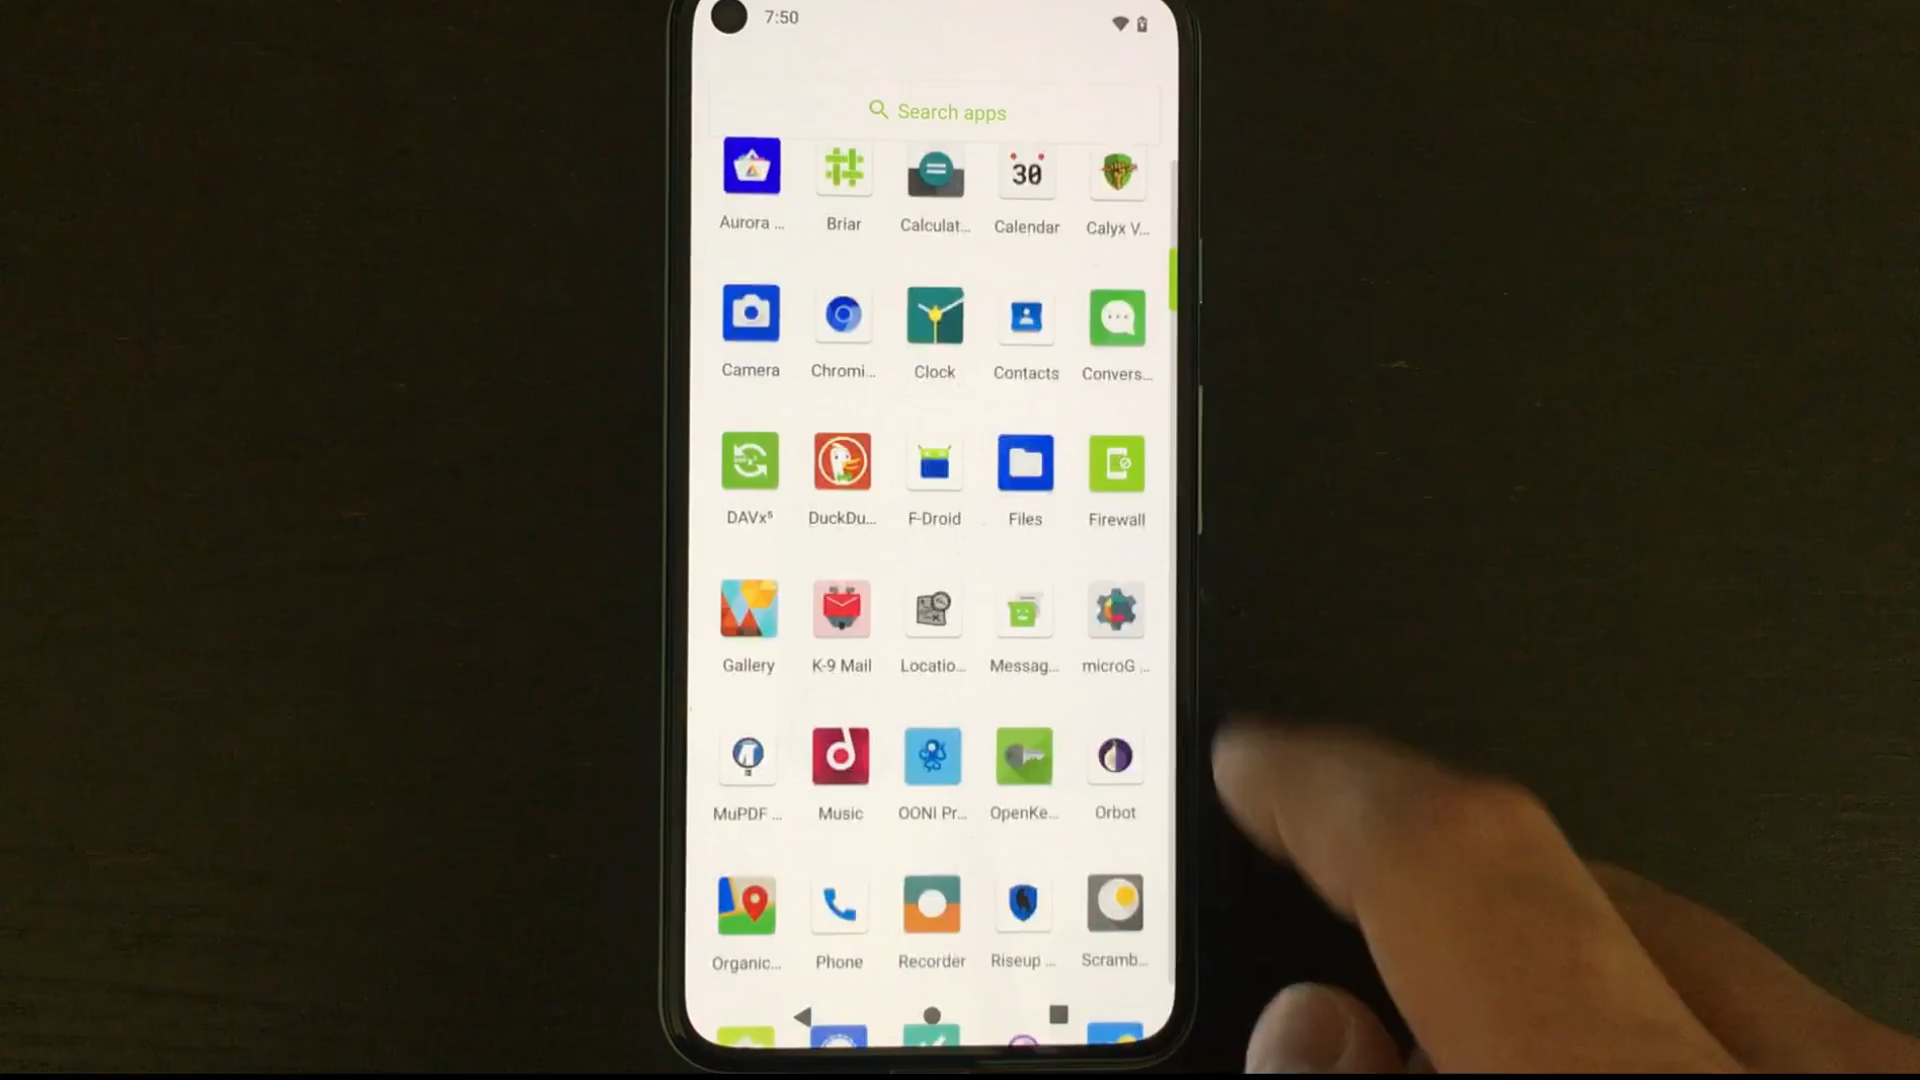 7:50
Search apps
Aurora ... Briar Calculat... Calendar Calyx V...
30
Camera Chromi... Clock Contacts Convers...
DAVx⁵ DuckDu... F-Droid Files Firewall
Gallery K-9 Mail Locatio... Messag... microG ...
MuPDF ... Music OONI Pr... OpenKe... Orbot
Organic... Phone Recorder Riseup ... Scramb...